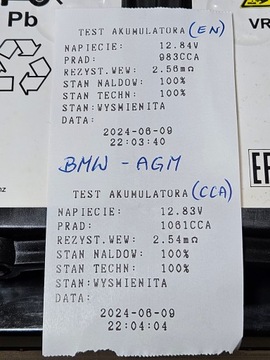 Pb
VR
TEST AKUMULATORA (EN)
NAPIECIE: 12.84V
PRAD: 983CCA
REZYST.WEW: 2.56mΩ
STAN NALDOW: 100%
STAN TECHN: 100%
STAN:WYSMIENITA
DATA:
2024-06-09
22:03:40
BMW - AGM
TEST AKUMULATORA (CCA)
NAPIECIE: 12.83V
PRAD: 1061CCA
REZYST.WEW: 2.54mΩ
STAN NALDOW: 100%
STAN TECHN: 100%
STAN:WYSMIENITA
DATA:
2024-06-09
22:04:04